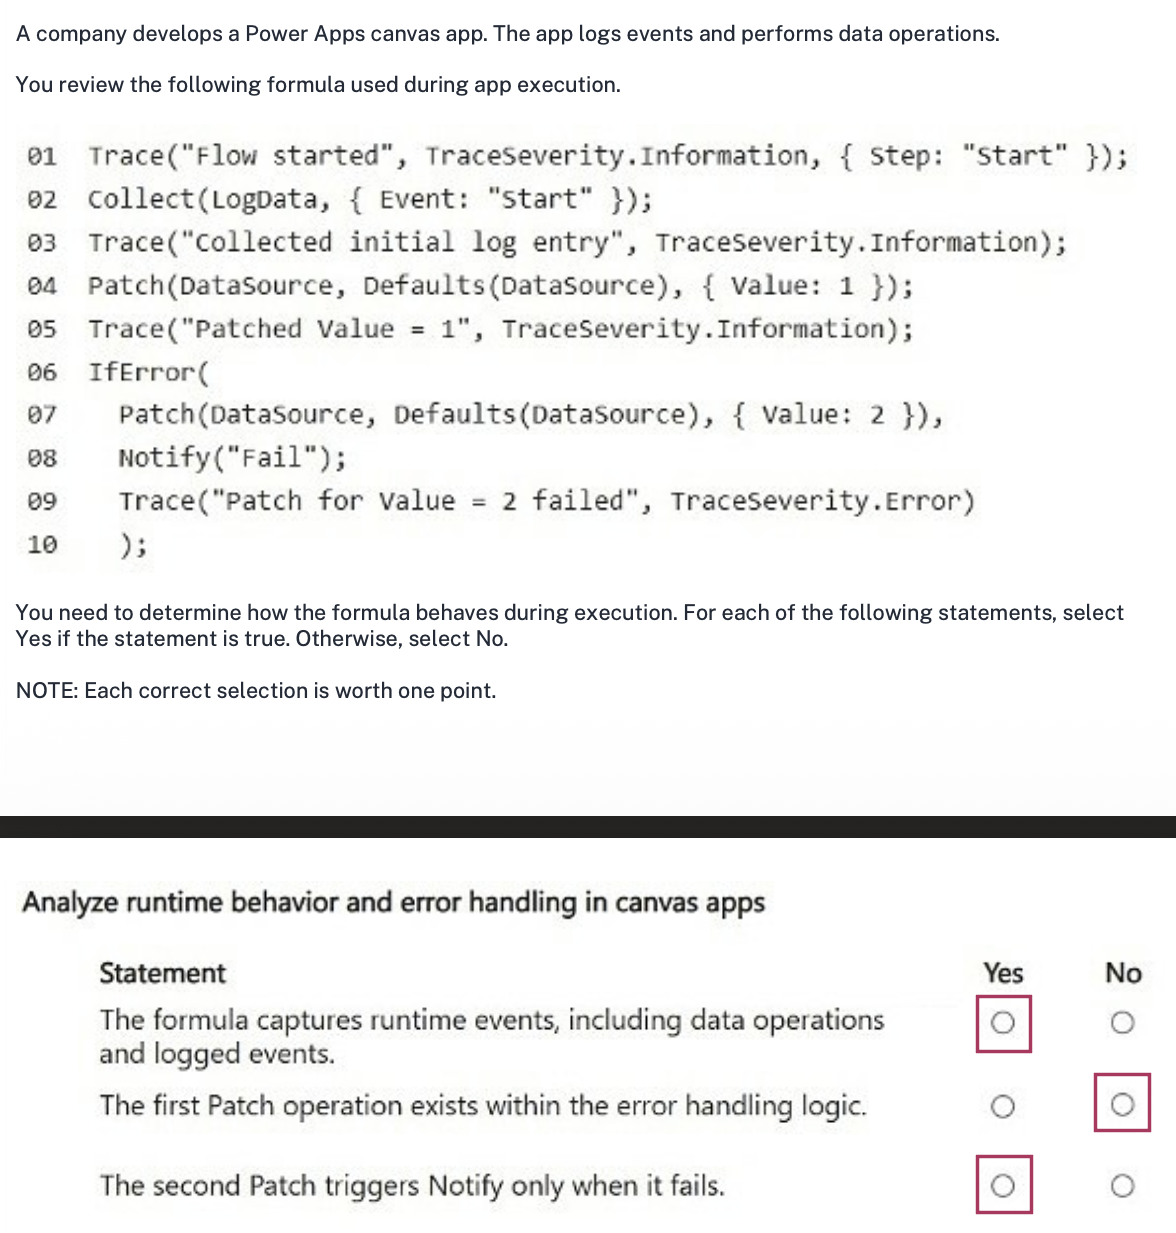 A company develops a Power Apps canvas app. The app logs events and performs data operations.
You review the following formula used during app execution.
01 Trace("Flow started", TraceSeverity.Information, { Step: "Start" });
02 Collect(LogData, { Event: "Start" });
03 Trace("Collected initial log entry", TraceSeverity.Information);
04 Patch(DataSource, Defaults(DataSource), { Value: 1 });
05 Trace("Patched Value = 1", TraceSeverity.Information);
06 IfError(
07 Patch(DataSource, Defaults(DataSource), { Value: 2 }),
08 Notify("Fail");
09 Trace("Patch for Value = 2 failed", TraceSeverity.Error)
10 );
You need to determine how the formula behaves during execution. For each of the following statements, select
Yes if the statement is true. Otherwise, select No.
NOTE: Each correct selection is worth one point.
Analyze runtime behavior and error handling in canvas apps
Statement Yes No
The formula captures runtime events, including data operations
and logged events.
The first Patch operation exists within the error handling logic.
The second Patch triggers Notify only when it fails.